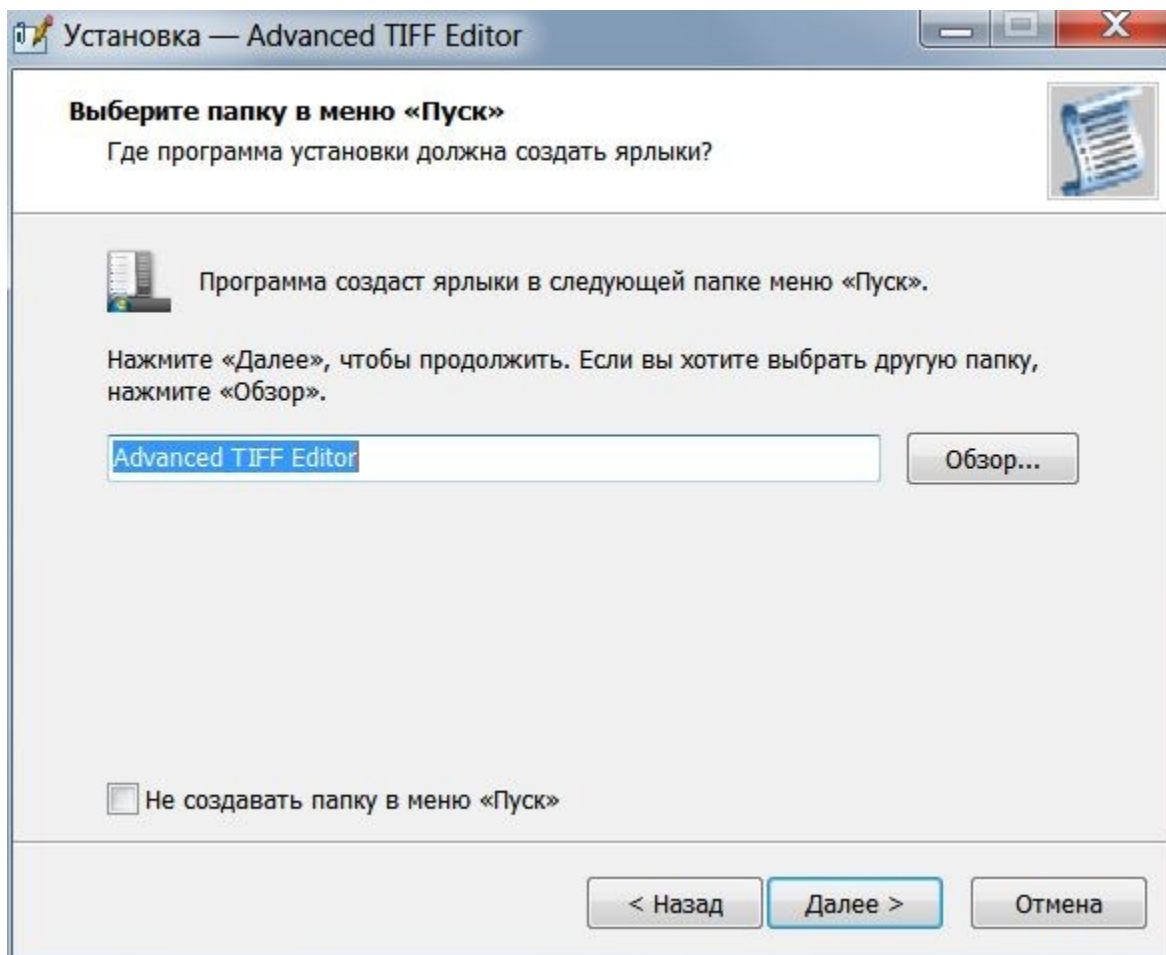 Установка — Advanced TIFF Editor
Выберите папку в меню «Пуск»
Где программа установки должна создать ярлыки?
Программа создаст ярлыки в следующей папке меню «Пуск».
Нажмите «Далее», чтобы продолжить. Если вы хотите выбрать другую папку,
нажмите «Обзор».
Advanced TIFF Editor
Обзор...
Не создавать папку в меню «Пуск»
< Назад
Далее >
Отмена